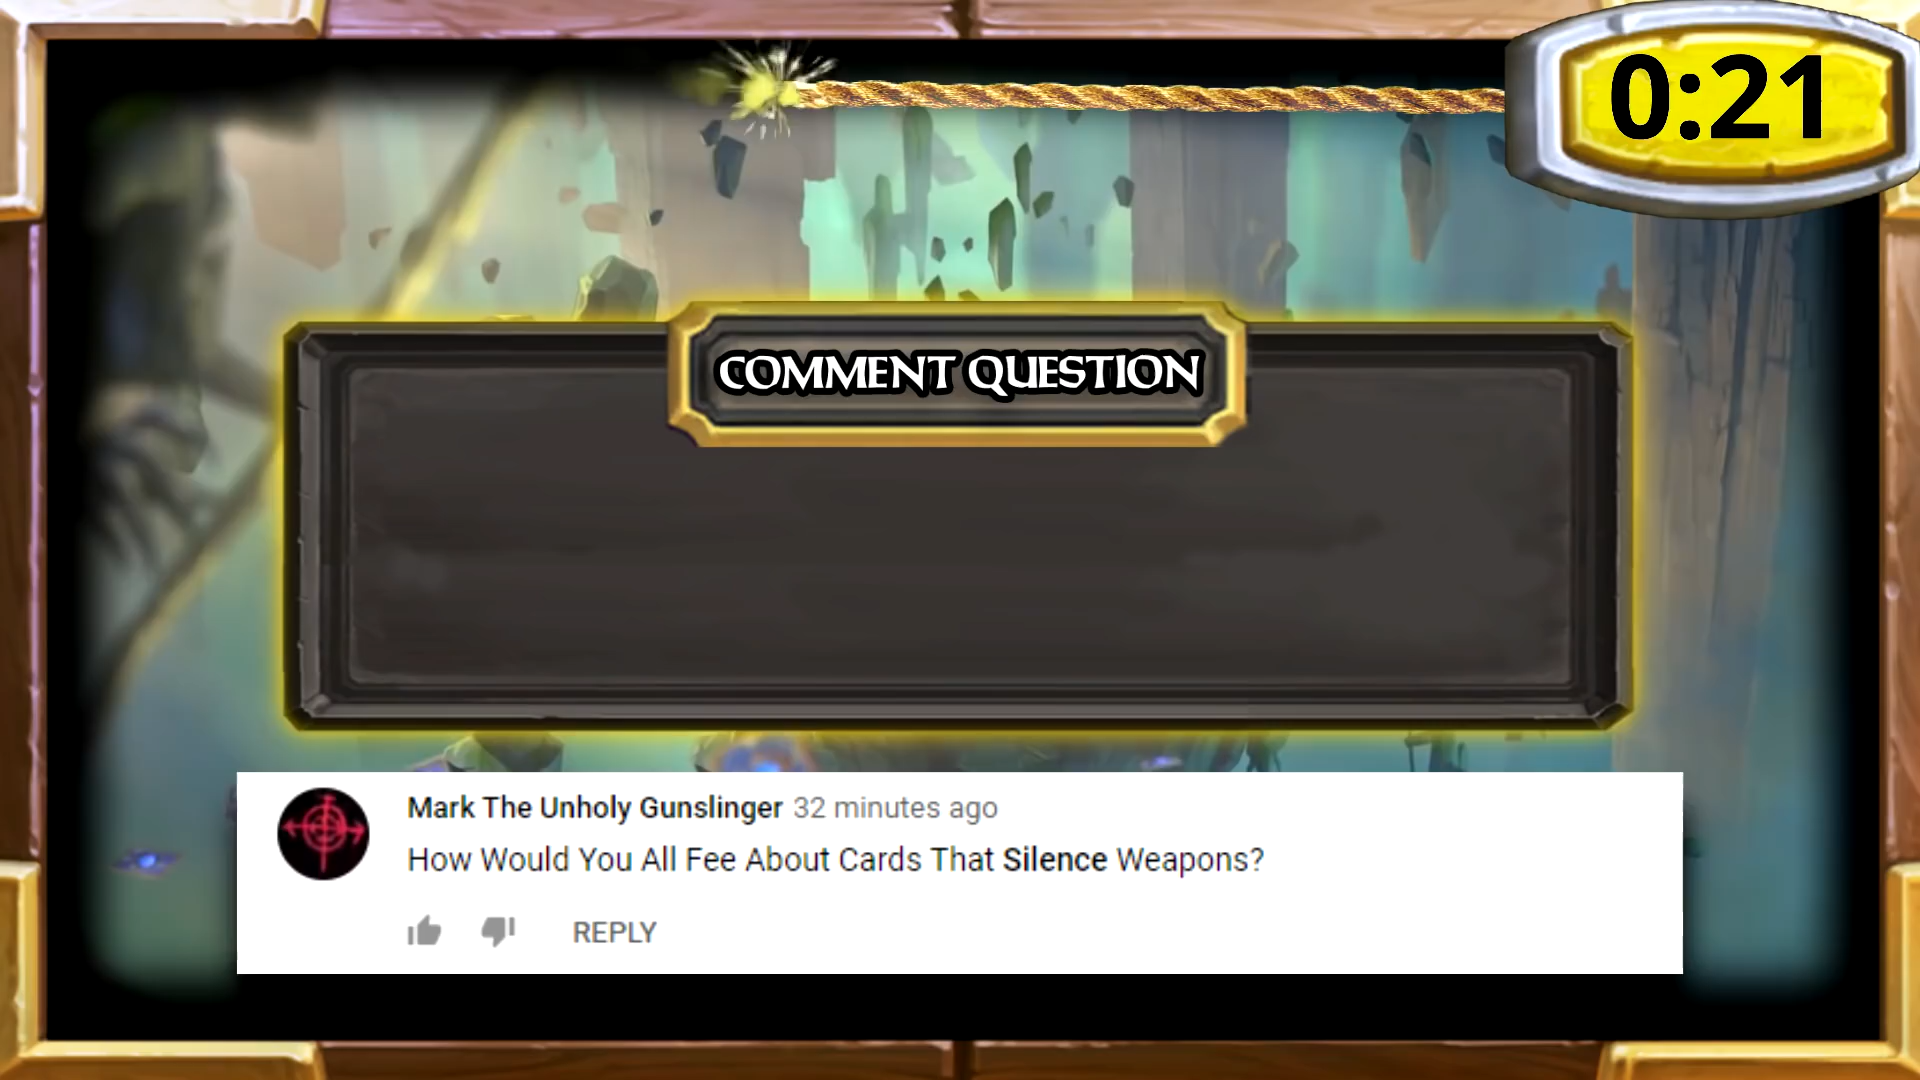 0:21
COMMENT QUESTION
Mark The Unholy Gunslinger 32 minutes ago
How Would You All Fee About Cards That Silence Weapons?
REPLY